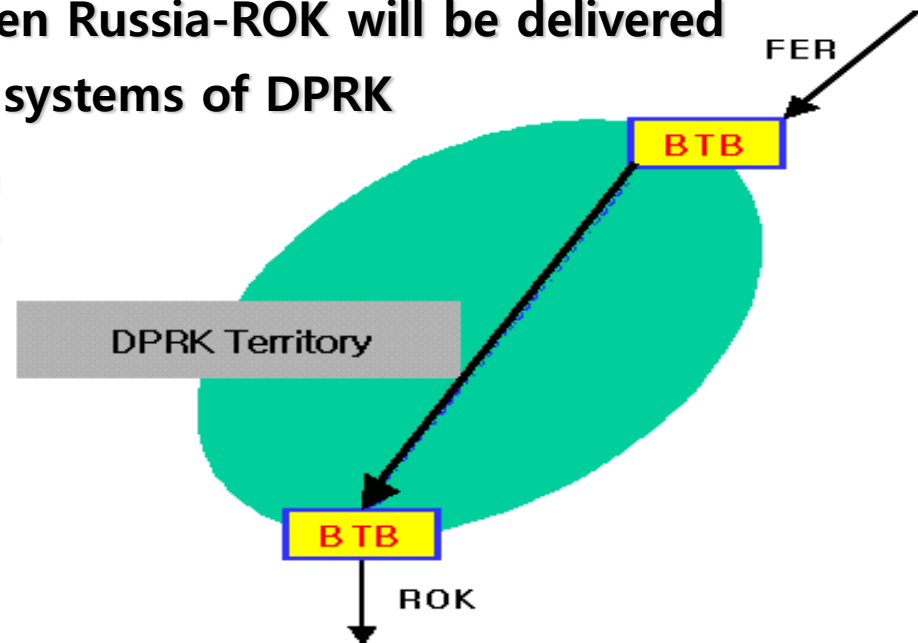 en Russia-ROK will be delivered
FER
systems of DPRK
BTB
DPRK Territory
BTB
ROK